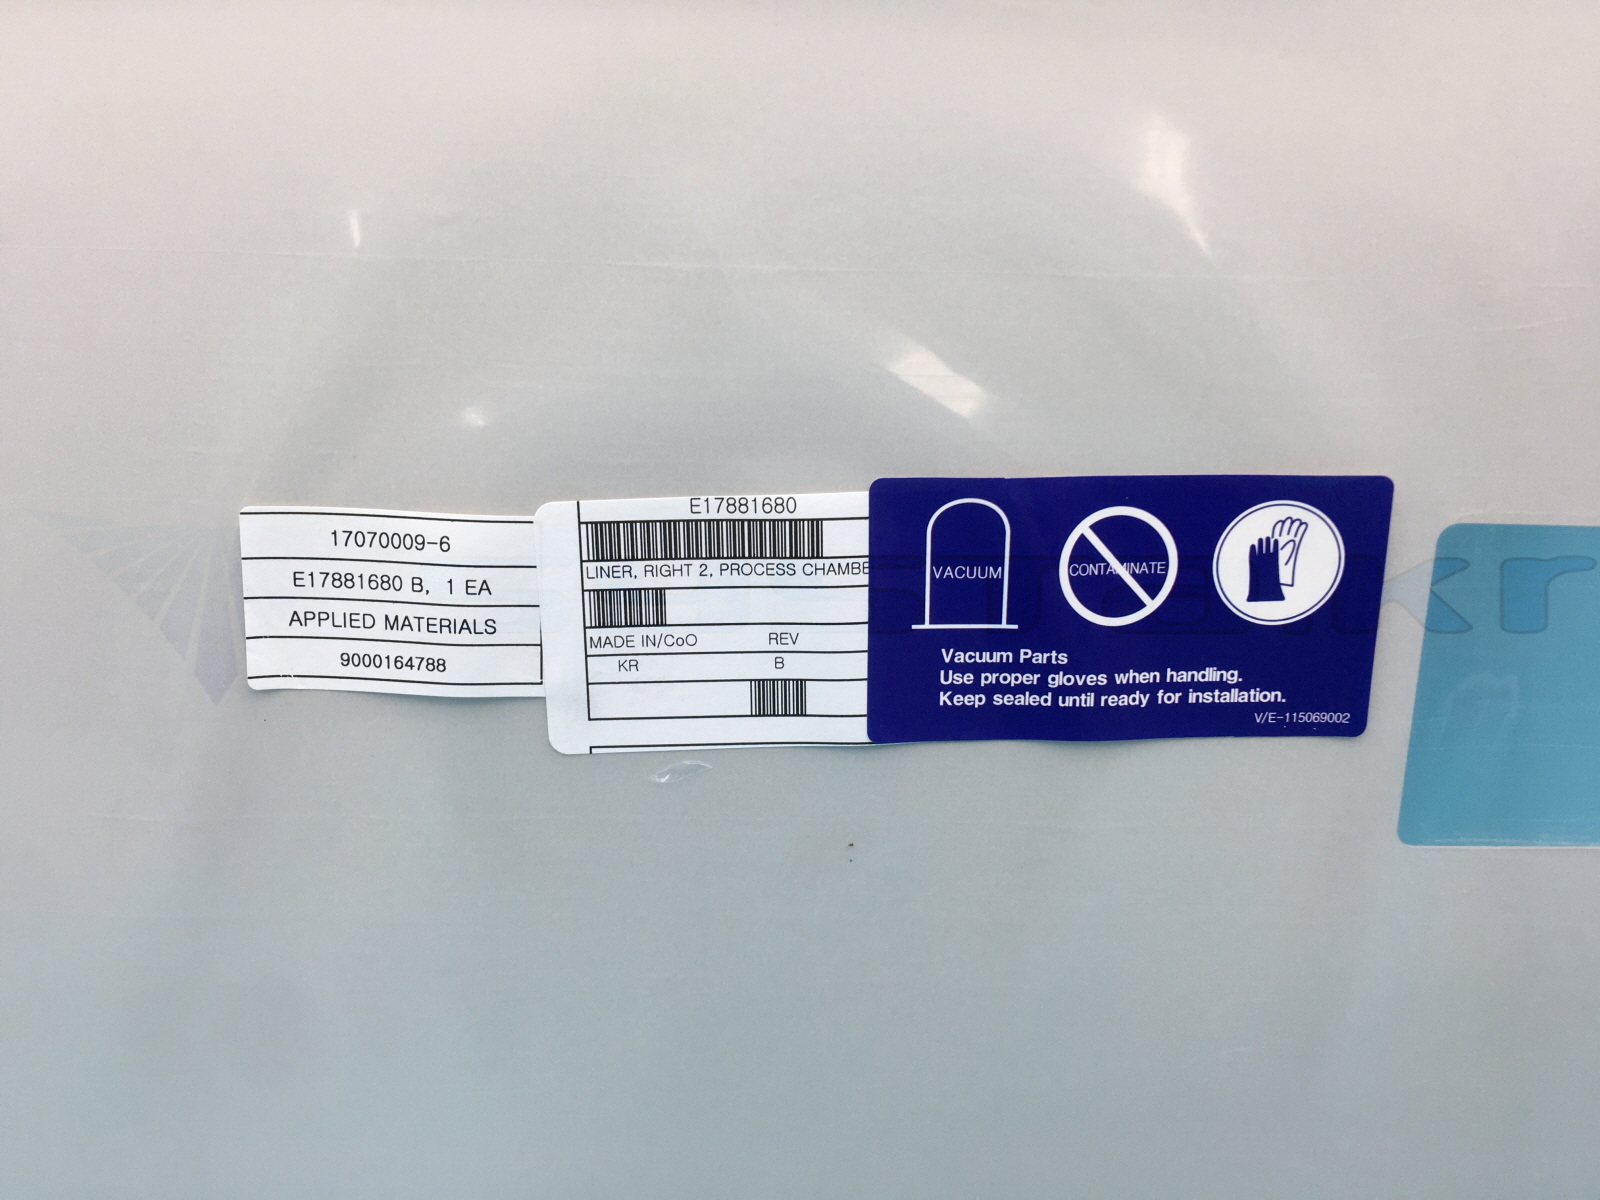 17070009-6
E17881680 B, 1 EA
APPLIED MATERIALS
9000164788
E17881680
LINER, RIGHT 2, PROCESS CHAMBE
MADE IN/CoO REV
KR B
VACUUM
CONTAMINATE
Vacuum Parts
Use proper gloves when handling.
Keep sealed until ready for installation.
V/E-115069002